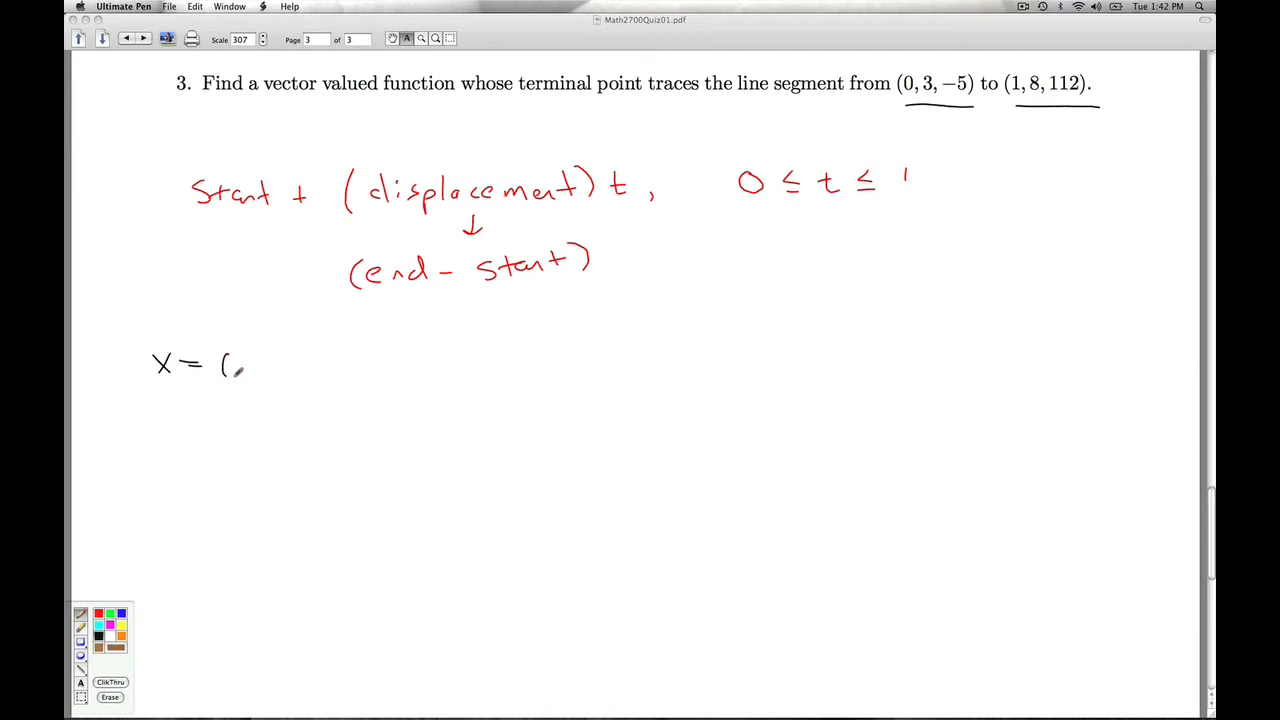 Ultimate Pen File Edit Window Help Tue 1:42 PM
Math2700Quiz01.pdf
Scale 307 Page 3 of 3 A
3. Find a vector valued function whose terminal point traces the line segment from (0, 3, −5) to (1, 8, 112).
Start + (displacement) t, 0 ≤ t ≤ 1
↓
(end - start)
X = (
A
ClikThru
Erase